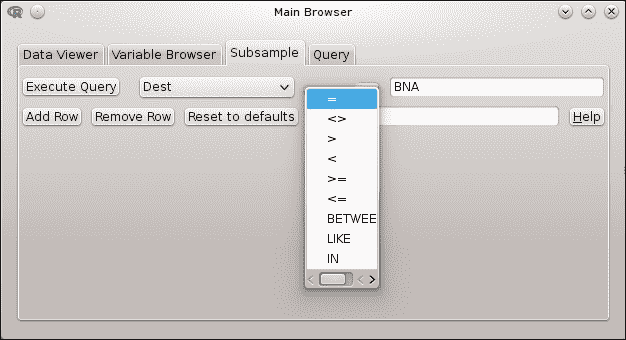 Main Browser
Data Viewer Variable Browser Subsample Query
Execute Query Dest BNA
Add Row Remove Row Reset to defaults Help
=
<>
>
<
>=
<=
BETWEE
LIKE
IN